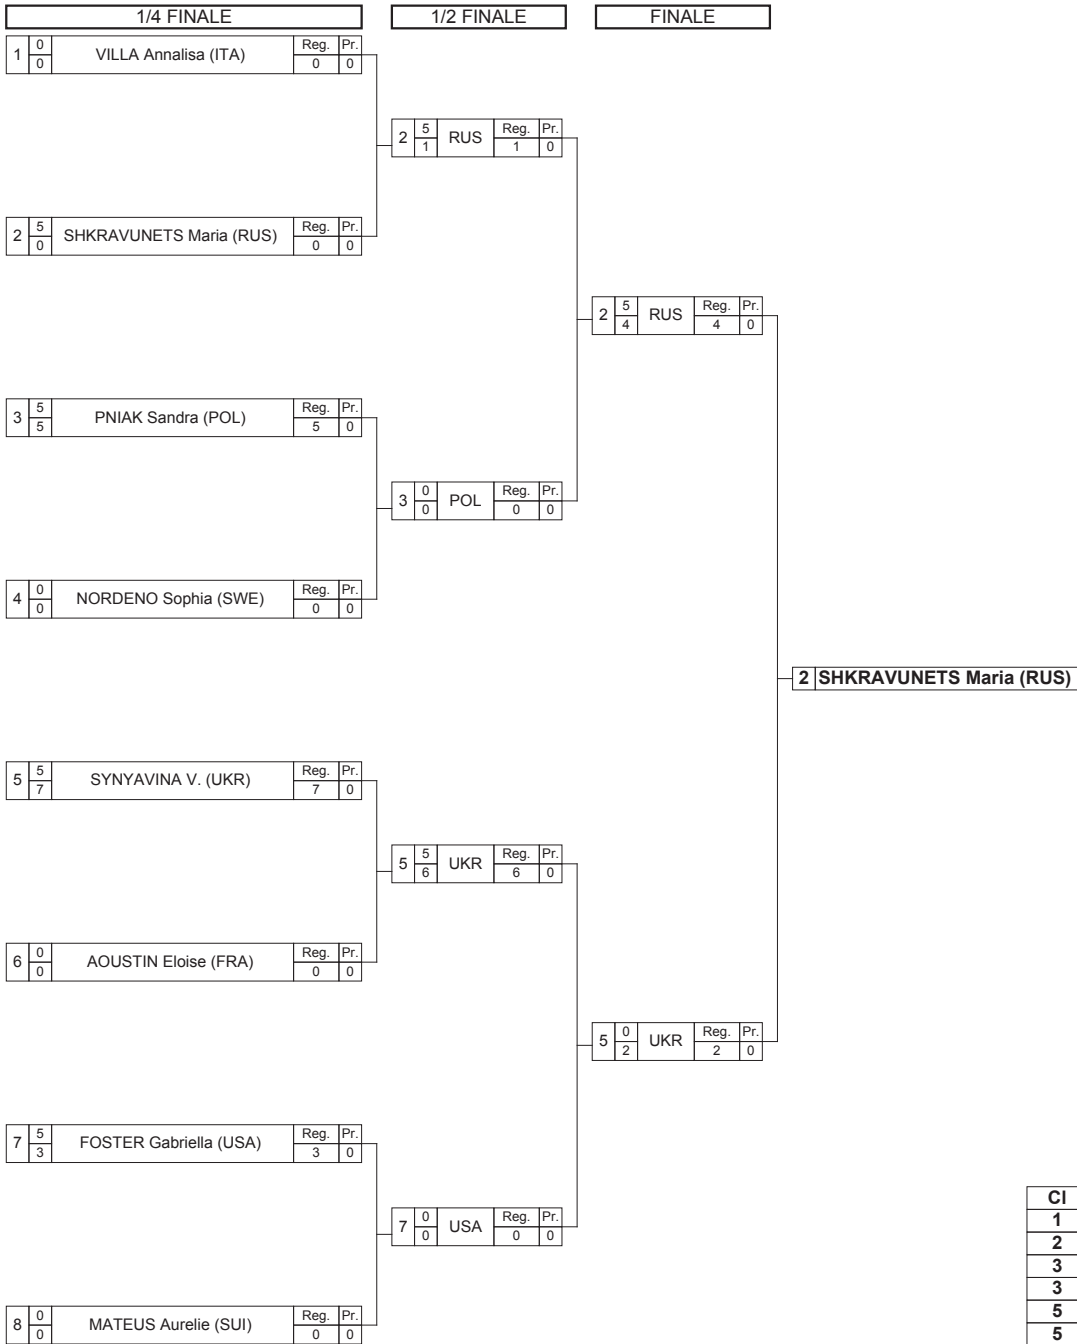 1/4 FINALE 1/2 FINALE FINALE
1 0 0 VILLA Annalisa (ITA) Reg. Pr. 0 0
2 5 1 RUS Reg. Pr. 1 0
2 5 0 SHKRAVUNETS Maria (RUS) Reg. Pr. 0 0
2 5 4 RUS Reg. Pr. 4 0
3 5 5 PNIAK Sandra (POL) Reg. Pr. 5 0
3 0 0 POL Reg. Pr. 0 0
4 0 0 NORDENO Sophia (SWE) Reg. Pr. 0 0
2 SHKRAVUNETS Maria (RUS)
5 5 7 SYNYAVINA V. (UKR) Reg. Pr. 7 0
5 5 6 UKR Reg. Pr. 6 0
6 0 0 AOUSTIN Eloise (FRA) Reg. Pr. 0 0
5 0 2 UKR Reg. Pr. 2 0
7 5 3 FOSTER Gabriella (USA) Reg. Pr. 3 0
7 0 0 USA Reg. Pr. 0 0
8 0 0 MATEUS Aurelie (SUI) Reg. Pr. 0 0
Cl
1
2
3
3
5
5